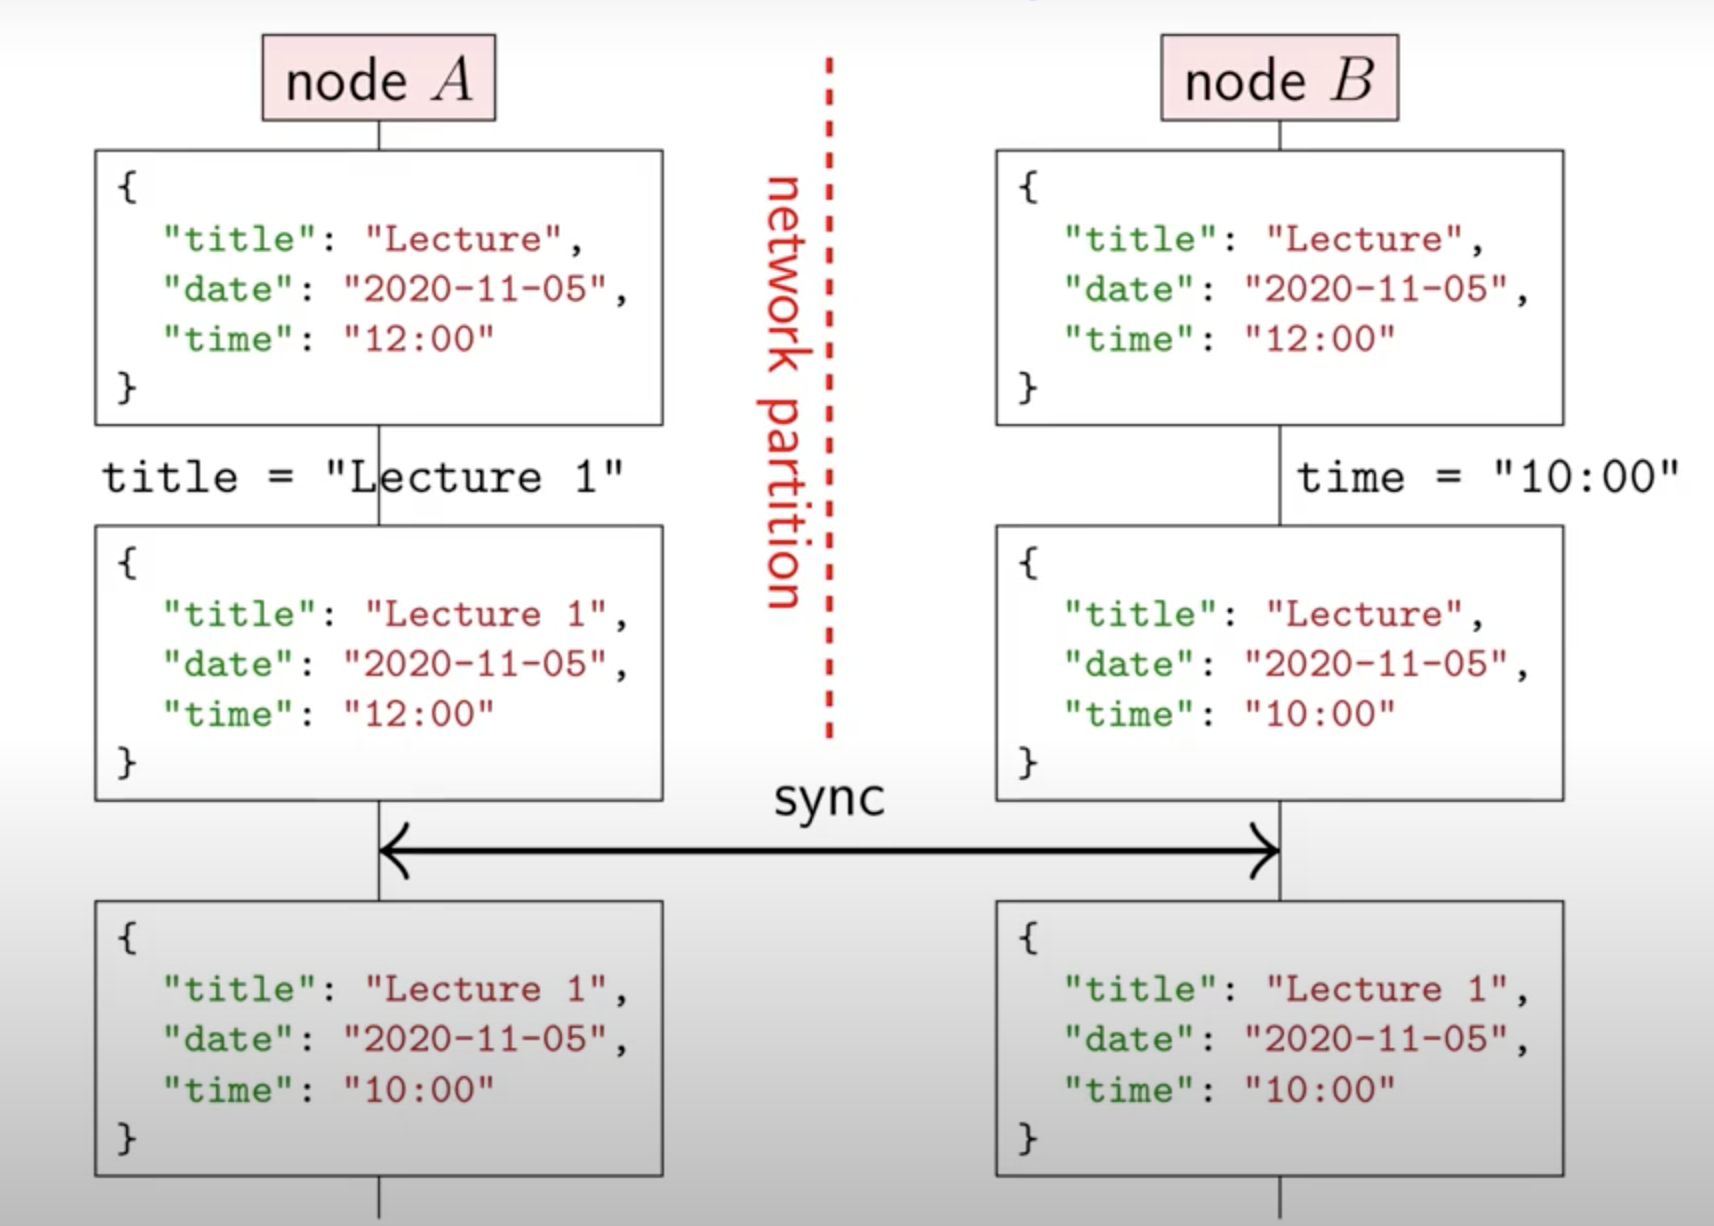 node A
{
"title": "Lecture",
"date": "2020-11-05",
"time": "12:00"
}
title = "Lecture 1"
{
"title": "Lecture 1",
"date": "2020-11-05",
"time": "12:00"
}
network partition
sync
{
"title": "Lecture 1",
"date": "2020-11-05",
"time": "10:00"
}
node B
{
"title": "Lecture",
"date": "2020-11-05",
"time": "12:00"
}
time = "10:00"
{
"title": "Lecture",
"date": "2020-11-05",
"time": "10:00"
}
{
"title": "Lecture 1",
"date": "2020-11-05",
"time": "10:00"
}